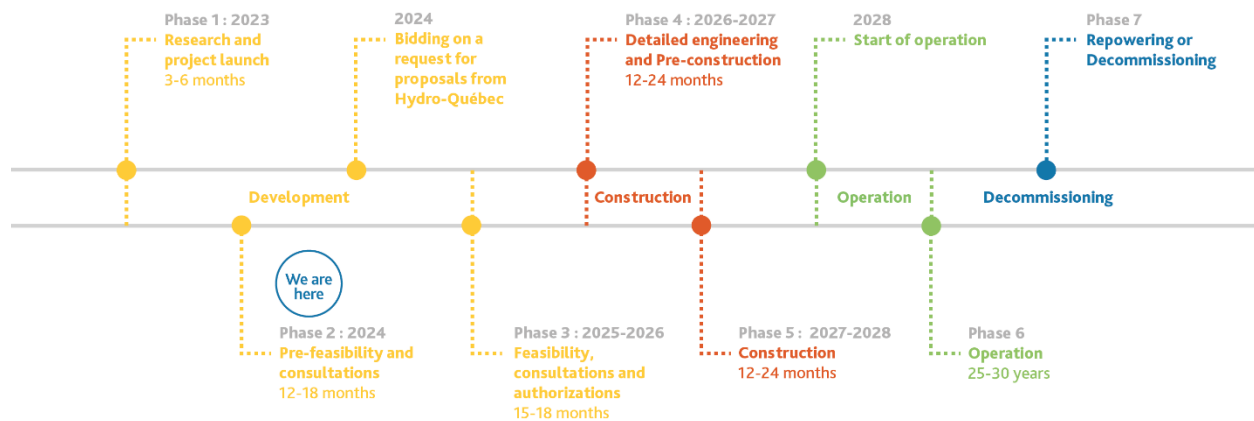 Phase 1 : 2023
Research and
project launch
3-6 months
2024
Bidding on a
request for
proposals from
Hydro-Québec
Phase 4 : 2026-2027
Detailed engineering
and Pre-construction
12-24 months
2028
Start of operation
Phase 7
Repowering or
Decommissioning
Development
Construction
Operation
Decommissioning
We are
here
Phase 2 : 2024
Pre-feasibility and
consultations
12-18 months
Phase 3 : 2025-2026
Feasibility,
consultations and
authorizations
15-18 months
Phase 5 : 2027-2028
Construction
12-24 months
Phase 6
Operation
25-30 years